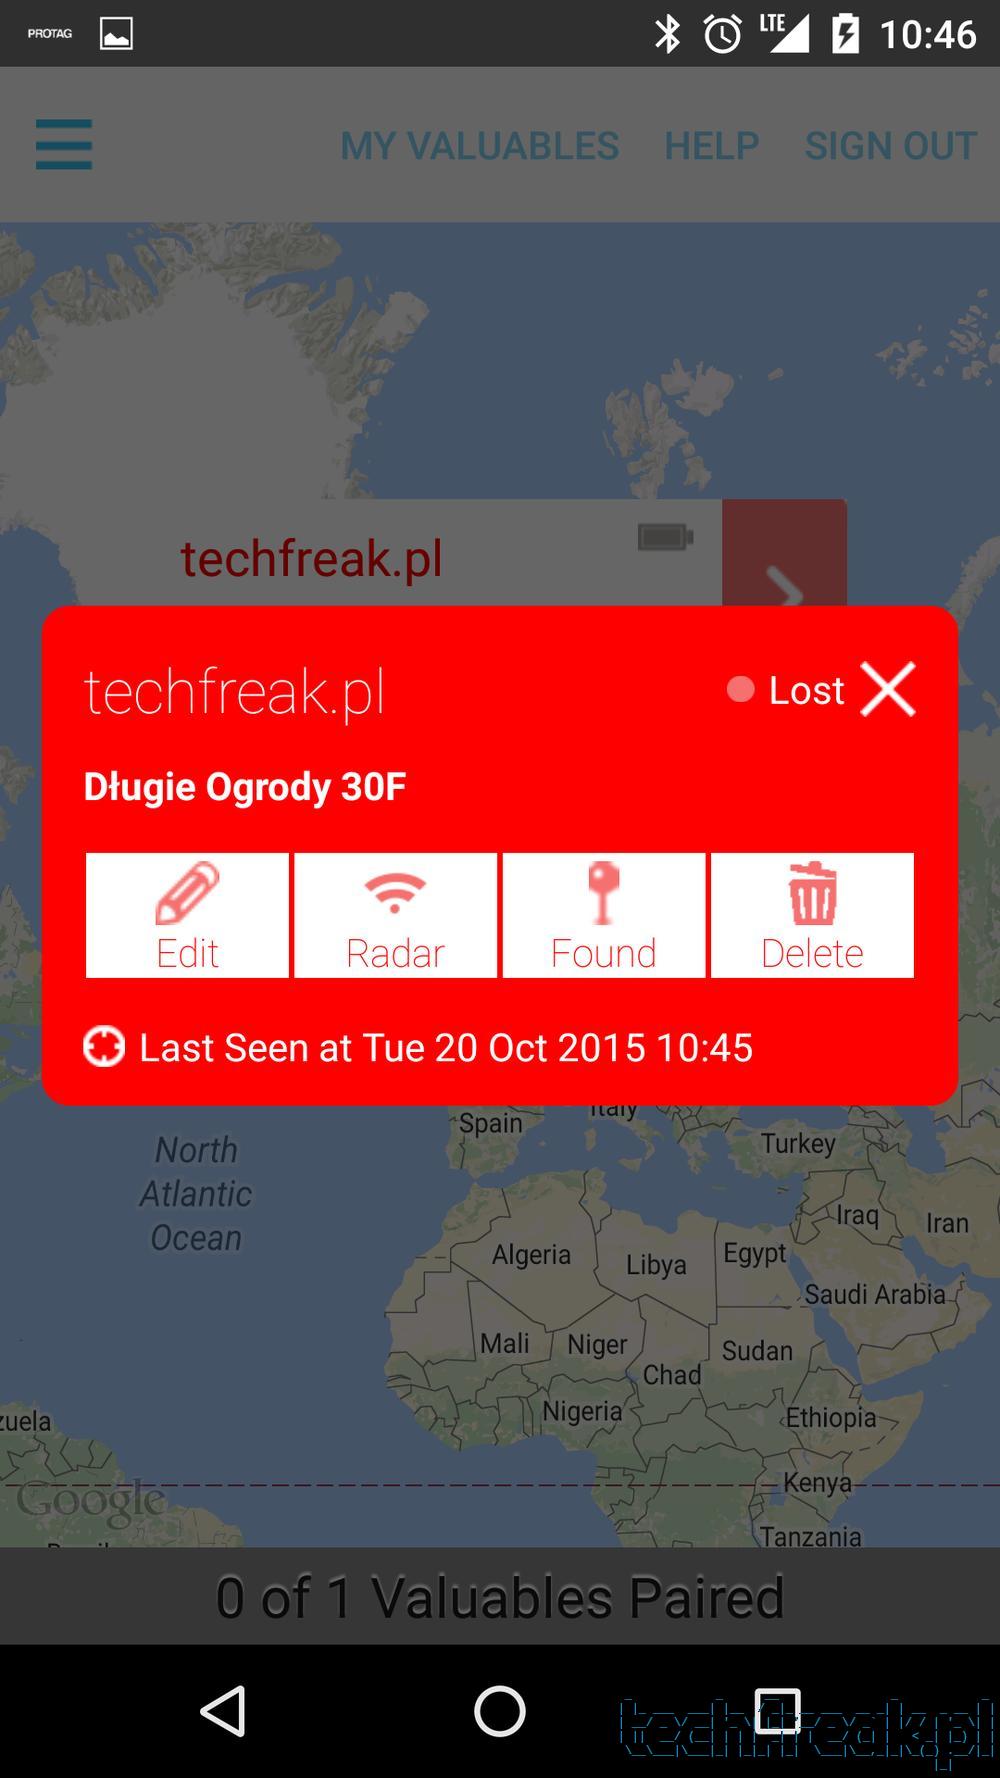 PROTAG
LTE
10:46
MY VALUABLES
HELP
SIGN OUT
techfreak.pl
techfreak.pl
Lost
Długie Ogrody 30F
Edit
Radar
Found
Delete
Last Seen at Tue 20 Oct 2015 10:45
Spain
Italy
Turkey
North
Atlantic
Ocean
Iraq
Iran
Algeria
Libya
Egypt
Saudi Arabia
Mali
Niger
Chad
Sudan
zuela
Nigeria
Ethiopia
Google
Kenya
Tanzania
0 of 1 Valuables Paired
techfreak.pl